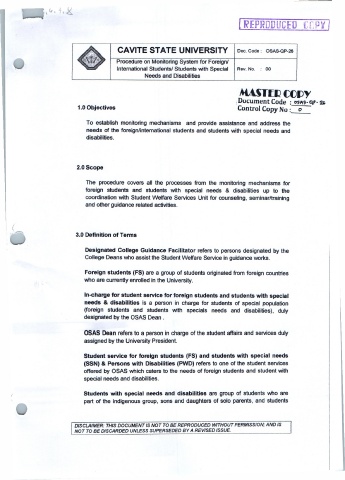 REPRODUCED COPY
CAVITE STATE UNIVERSITY
Doc. Code : OSAS-QP-26
Procedure on Monitoring System for Foreign/
International Students/ Students with Special
Needs and Disabilities
Rev. No. : 00
MASTER COPY
Document Code : OSAS-QP-26
Control Copy No : 0
1.0 Objectives
To establish monitoring mechanisms and provide assistance and address the
needs of the foreign/international students and students with special needs and
disabilities.
2.0 Scope
The procedure covers all the processes from the monitoring mechanisms for
foreign students and students with special needs & disabilities up to the
coordination with Student Welfare Services Unit for counseling, seminar/training
and other guidance related activities.
3.0 Definition of Terms
Designated College Guidance Facilitator refers to persons designated by the
College Deans who assist the Student Welfare Service in guidance works.
Foreign students (FS) are a group of students originated from foreign countries
who are currently enrolled in the University.
In-charge for student service for foreign students and students with special
needs & disabilities is a person in charge for students of special population
(foreign students and students with specials needs and disabilities), duly
designated by the OSAS Dean .
OSAS Dean refers to a person in charge of the student affairs and services duly
assigned by the University President.
Student service for foreign students (FS) and students with special needs
(SSN) & Persons with Disabilities (PWD) refers to one of the student services
offered by OSAS which caters to the needs of foreign students and student with
special needs and disabilities.
Students with special needs and disabilities are group of students who are
part of the indigenous group, sons and daughters of solo parents, and students
DISCLAIMER: THIS DOCUMENT IS NOT TO BE REPRODUCED WITHOUT PERMISSION; AND IS
NOT TO BE DISCARDED UNLESS SUPERSEDED BY A REVISED ISSUE.